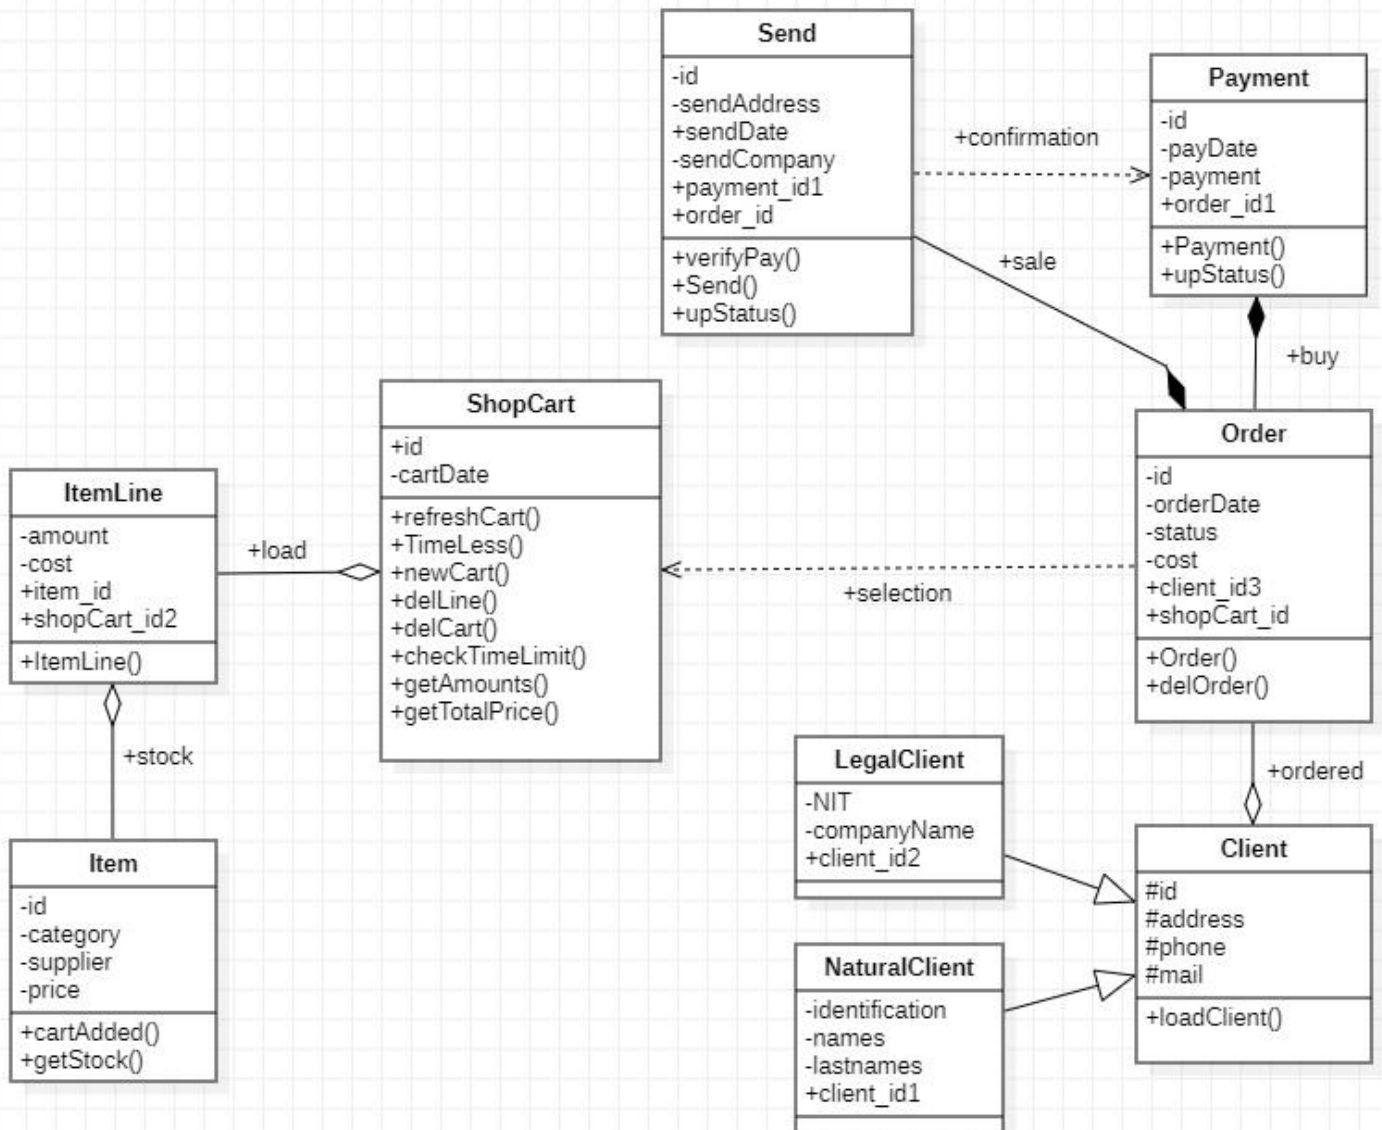 Send
-id
-sendAddress
+sendDate
-sendCompany
+payment_id1
+order_id
+verifyPay()
+Send()
+upStatus()
+confirmation
Payment
-id
-payDate
-payment
+order_id1
+Payment()
+upStatus()
+sale
+buy
ShopCart
+id
-cartDate
+refreshCart()
+TimeLess()
+newCart()
+delLine()
+delCart()
+checkTimeLimit()
+getAmounts()
+getTotalPrice()
Order
-id
-orderDate
-status
-cost
+client_id3
+shopCart_id
+Order()
+delOrder()
ItemLine
-amount
-cost
+item_id
+shopCart_id2
+ItemLine()
+load
+selection
+stock
LegalClient
-NIT
-companyName
+client_id2
+ordered
Item
-id
-category
-supplier
-price
+cartAdded()
+getStock()
Client
#id
#address
#phone
#mail
+loadClient()
NaturalClient
-identification
-names
-lastnames
+client_id1